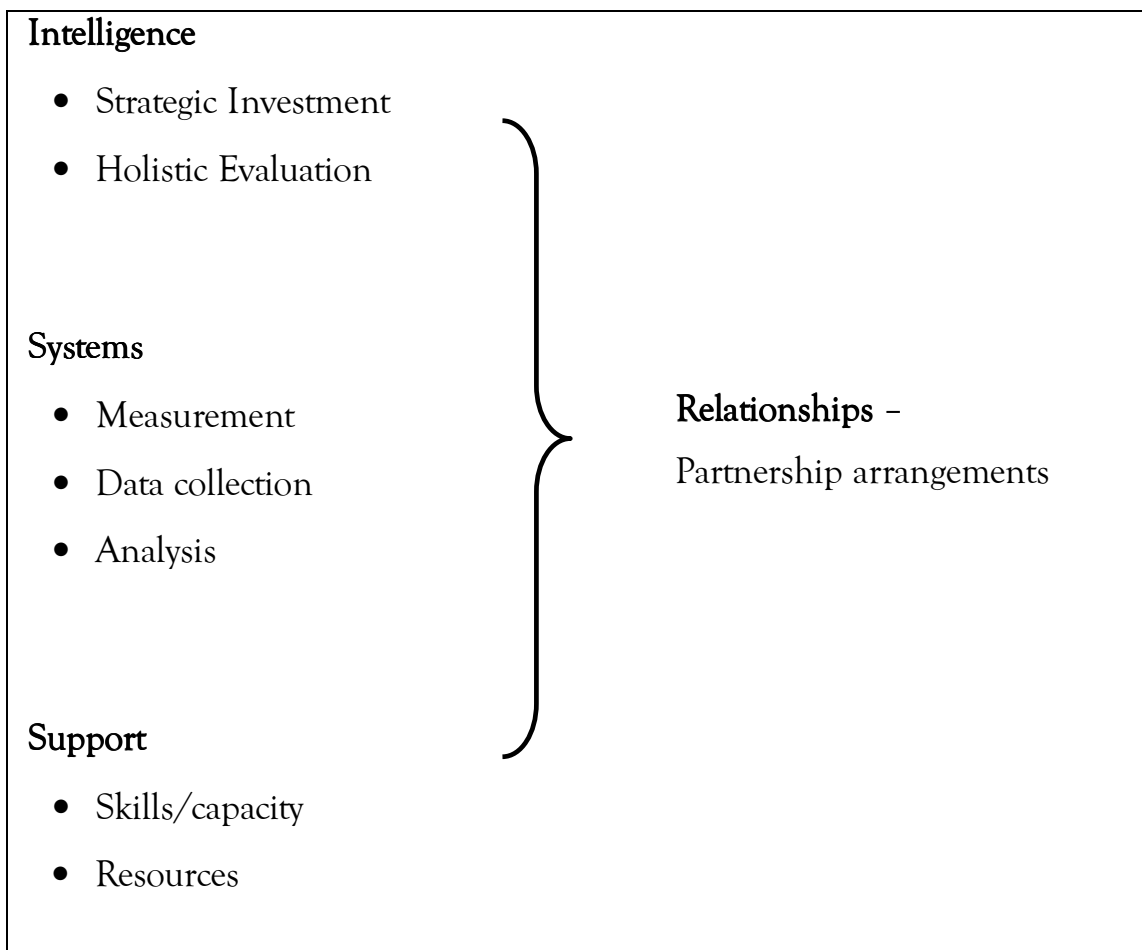 Intelligence
• Strategic Investment
• Holistic Evaluation
Systems
• Measurement
• Data collection
• Analysis
Support
• Skills/capacity
• Resources
Relationships –
Partnership arrangements